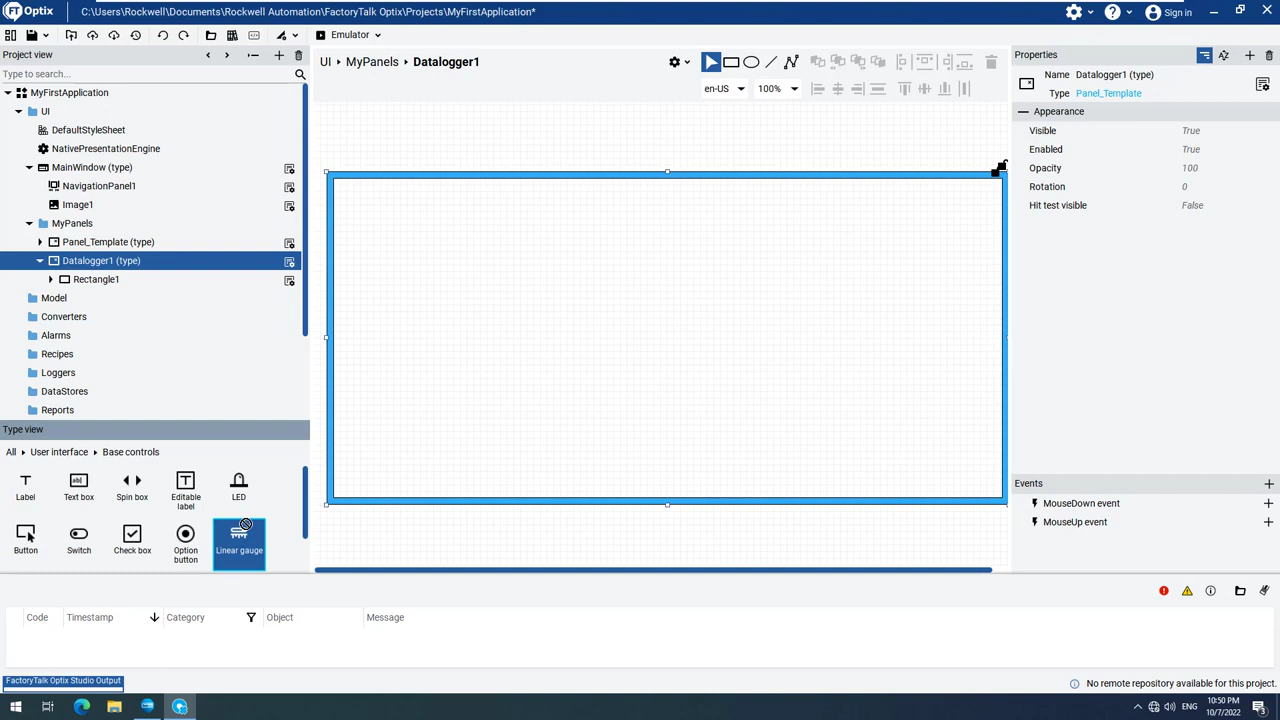 FT Optix C:\Users\Rockwell\Documents\Rockwell Automation\FactoryTalk Optix\Projects\MyFirstApplication* Sign in
Emulator
Project view
Type to search...
MyFirstApplication
UI
DefaultStyleSheet
NativePresentationEngine
MainWindow (type)
NavigationPanel1
Image1
MyPanels
Panel_Template (type)
Datalogger1 (type)
Rectangle1
Model
Converters
Alarms
Recipes
Loggers
DataStores
Reports
Type view
All User interface Base controls
Label Text box Spin box Editable label LED
Button Switch Check box Option button Linear gauge
UI MyPanels Datalogger1
en-US 100%
Properties
Name Datalogger1 (type)
Type Panel_Template
Appearance
Visible True
Enabled True
Opacity 100
Rotation 0
Hit test visible False
Events
MouseDown event
MouseUp event
Code Timestamp Category Object Message
FactoryTalk Optix Studio Output
No remote repository available for this project.
ENG
10:50 PM
10/7/2022
3